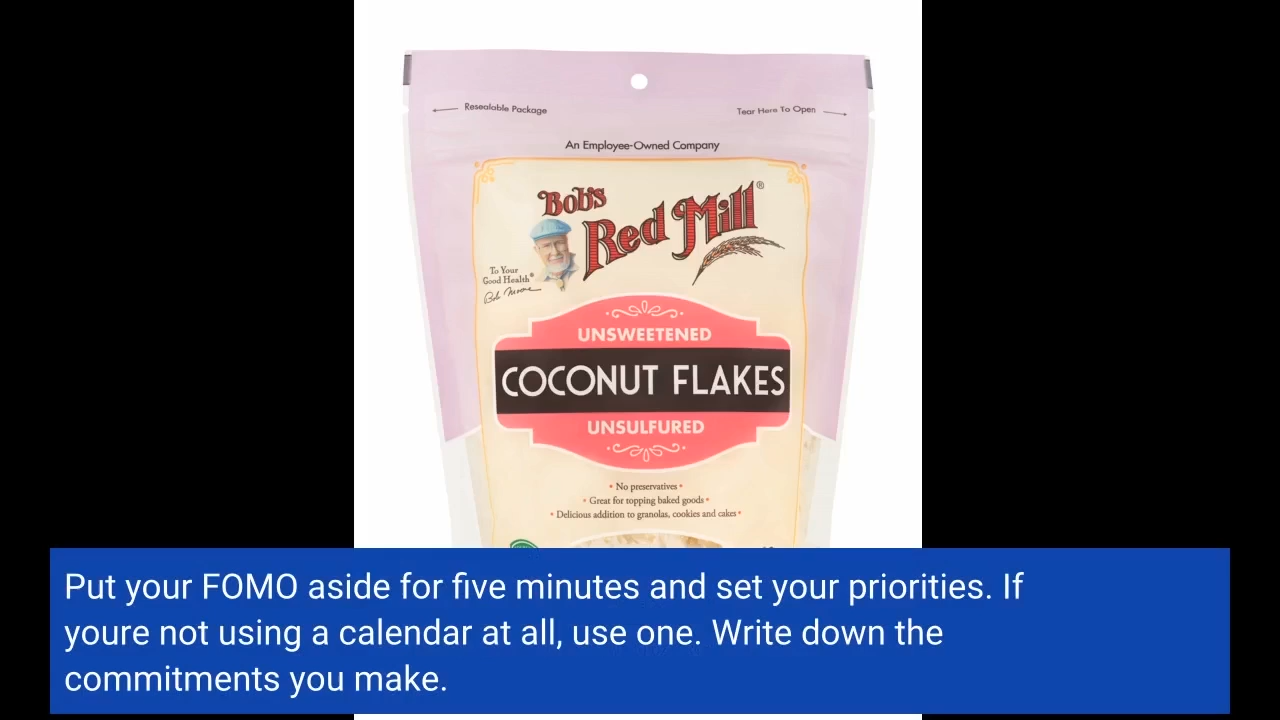 Resealable Package
Tear Here To Open
An Employee-Owned Company
Bob's
Red Mill®
To Your
Good Health®
Bob Moore
UNSWEETENED
COCONUT FLAKES
UNSULFURED
• No preservatives •
• Great for topping baked goods •
• Delicious addition to granolas, cookies and cakes •
Put your FOMO aside for five minutes and set your priorities. If
youre not using a calendar at all, use one. Write down the
commitments you make.